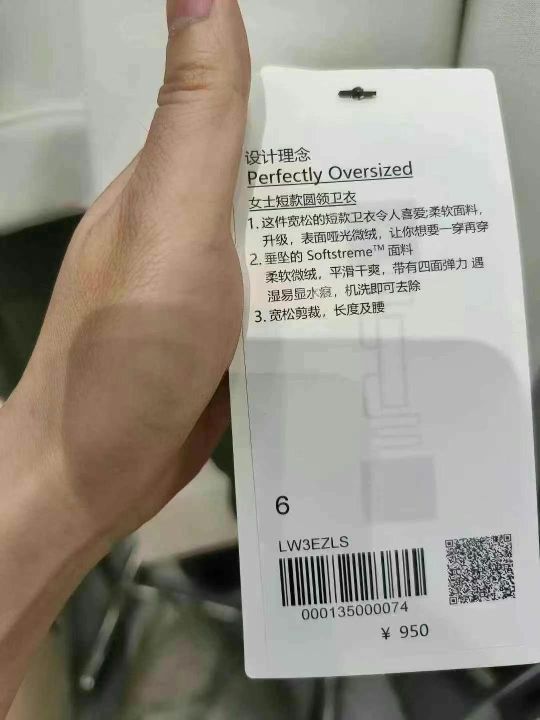 设计理念
Perfectly Oversized
女士短款圆领卫衣
1. 这件宽松的短款卫衣令人喜爱;柔软面料,
升级，表面哑光微绒，让你想要一穿再穿
2. 垂坠的 Softstreme™ 面料
柔软微绒，平滑干爽，带有四面弹力 遇
湿易显水痕，机洗即可去除
3. 宽松剪裁，长度及腰
6
LW3EZLS
000135000074
¥ 950